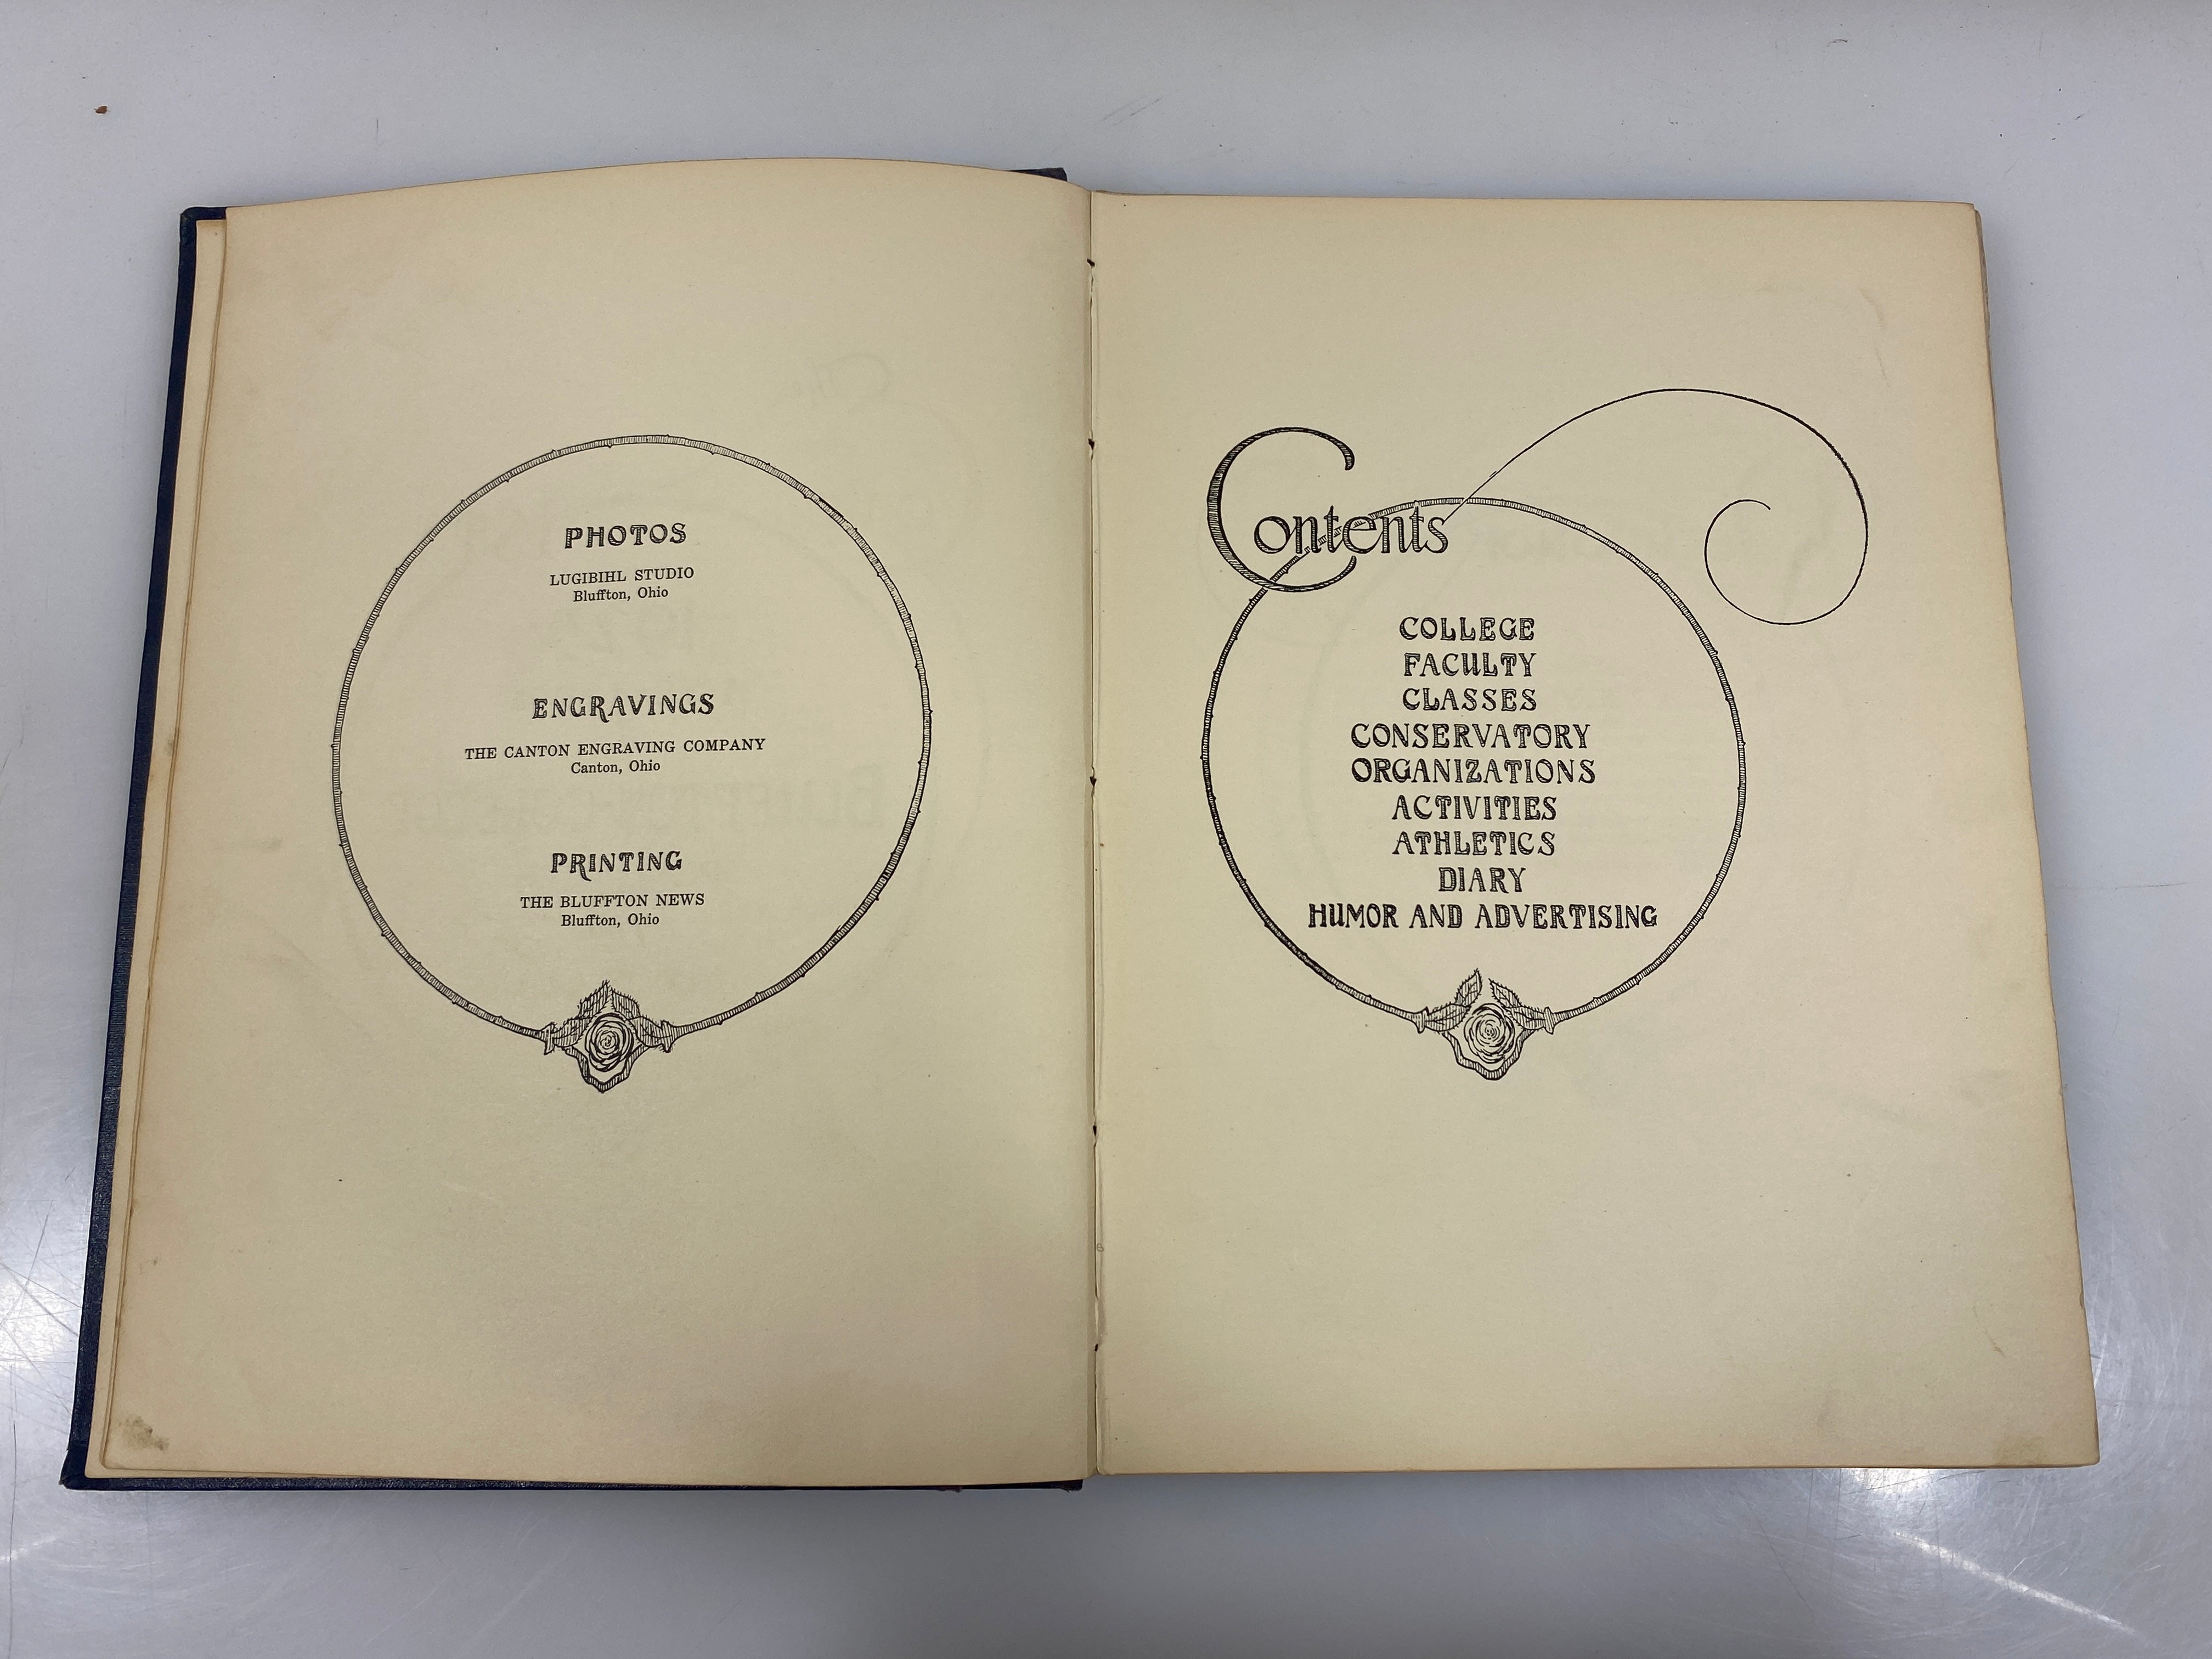 PHOTOS
LUGIBIHL STUDIO
Bluffton, Ohio
ENGRAVINGS
THE CANTON ENGRAVING COMPANY
Canton, Ohio
PRINTING
THE BLUFFTON NEWS
Bluffton, Ohio
Contents
COLLEGE
FACULTY
CLASSES
CONSERVATORY
ORGANIZATIONS
ACTIVITIES
ATHLETICS
DIARY
HUMOR AND ADVERTISING